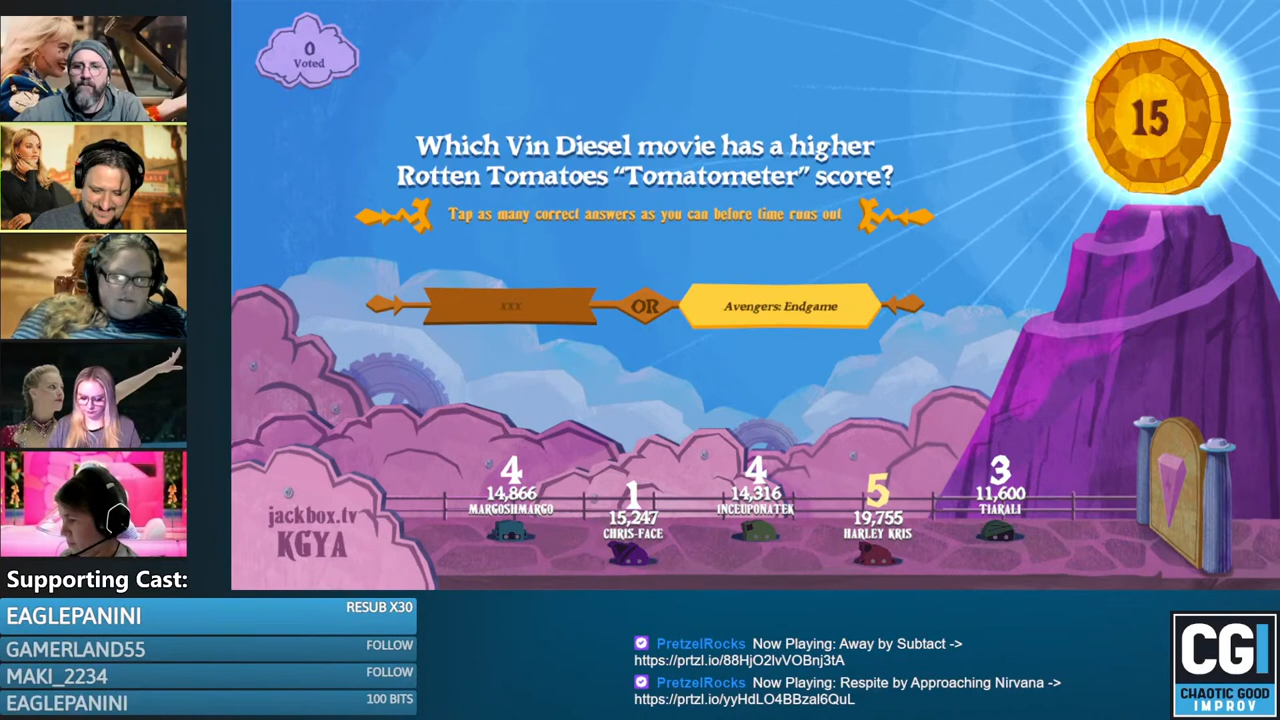 0
Voted
15
Which Vin Diesel movie has a higher
Rotten Tomatoes “Tomatometer” score?
Tap as many correct answers as you can before time runs out
xxx
OR
Avengers: Endgame
4
14,866
MARGOSHMARGO
1
15,247
CHRIS-FACE
4
14,316
INCEUPONATEK
5
19,755
HARLEY KRIS
3
11,600
TIARALI
jackbox.tv
KGYA
Supporting Cast:
EAGLEPANINI RESUB X30
GAMERLAND55 FOLLOW
MAKI_2234 FOLLOW
EAGLEPANINI 100 BITS
PretzelRocks Now Playing: Away by Subtact ->
https://prtzl.io/88HjO2lvVOBnj3tA
PretzelRocks Now Playing: Respite by Approaching Nirvana ->
https://prtzl.io/yyHdLO4BBzal6QuL
CGI
CHAOTIC GOOD
IMPROV